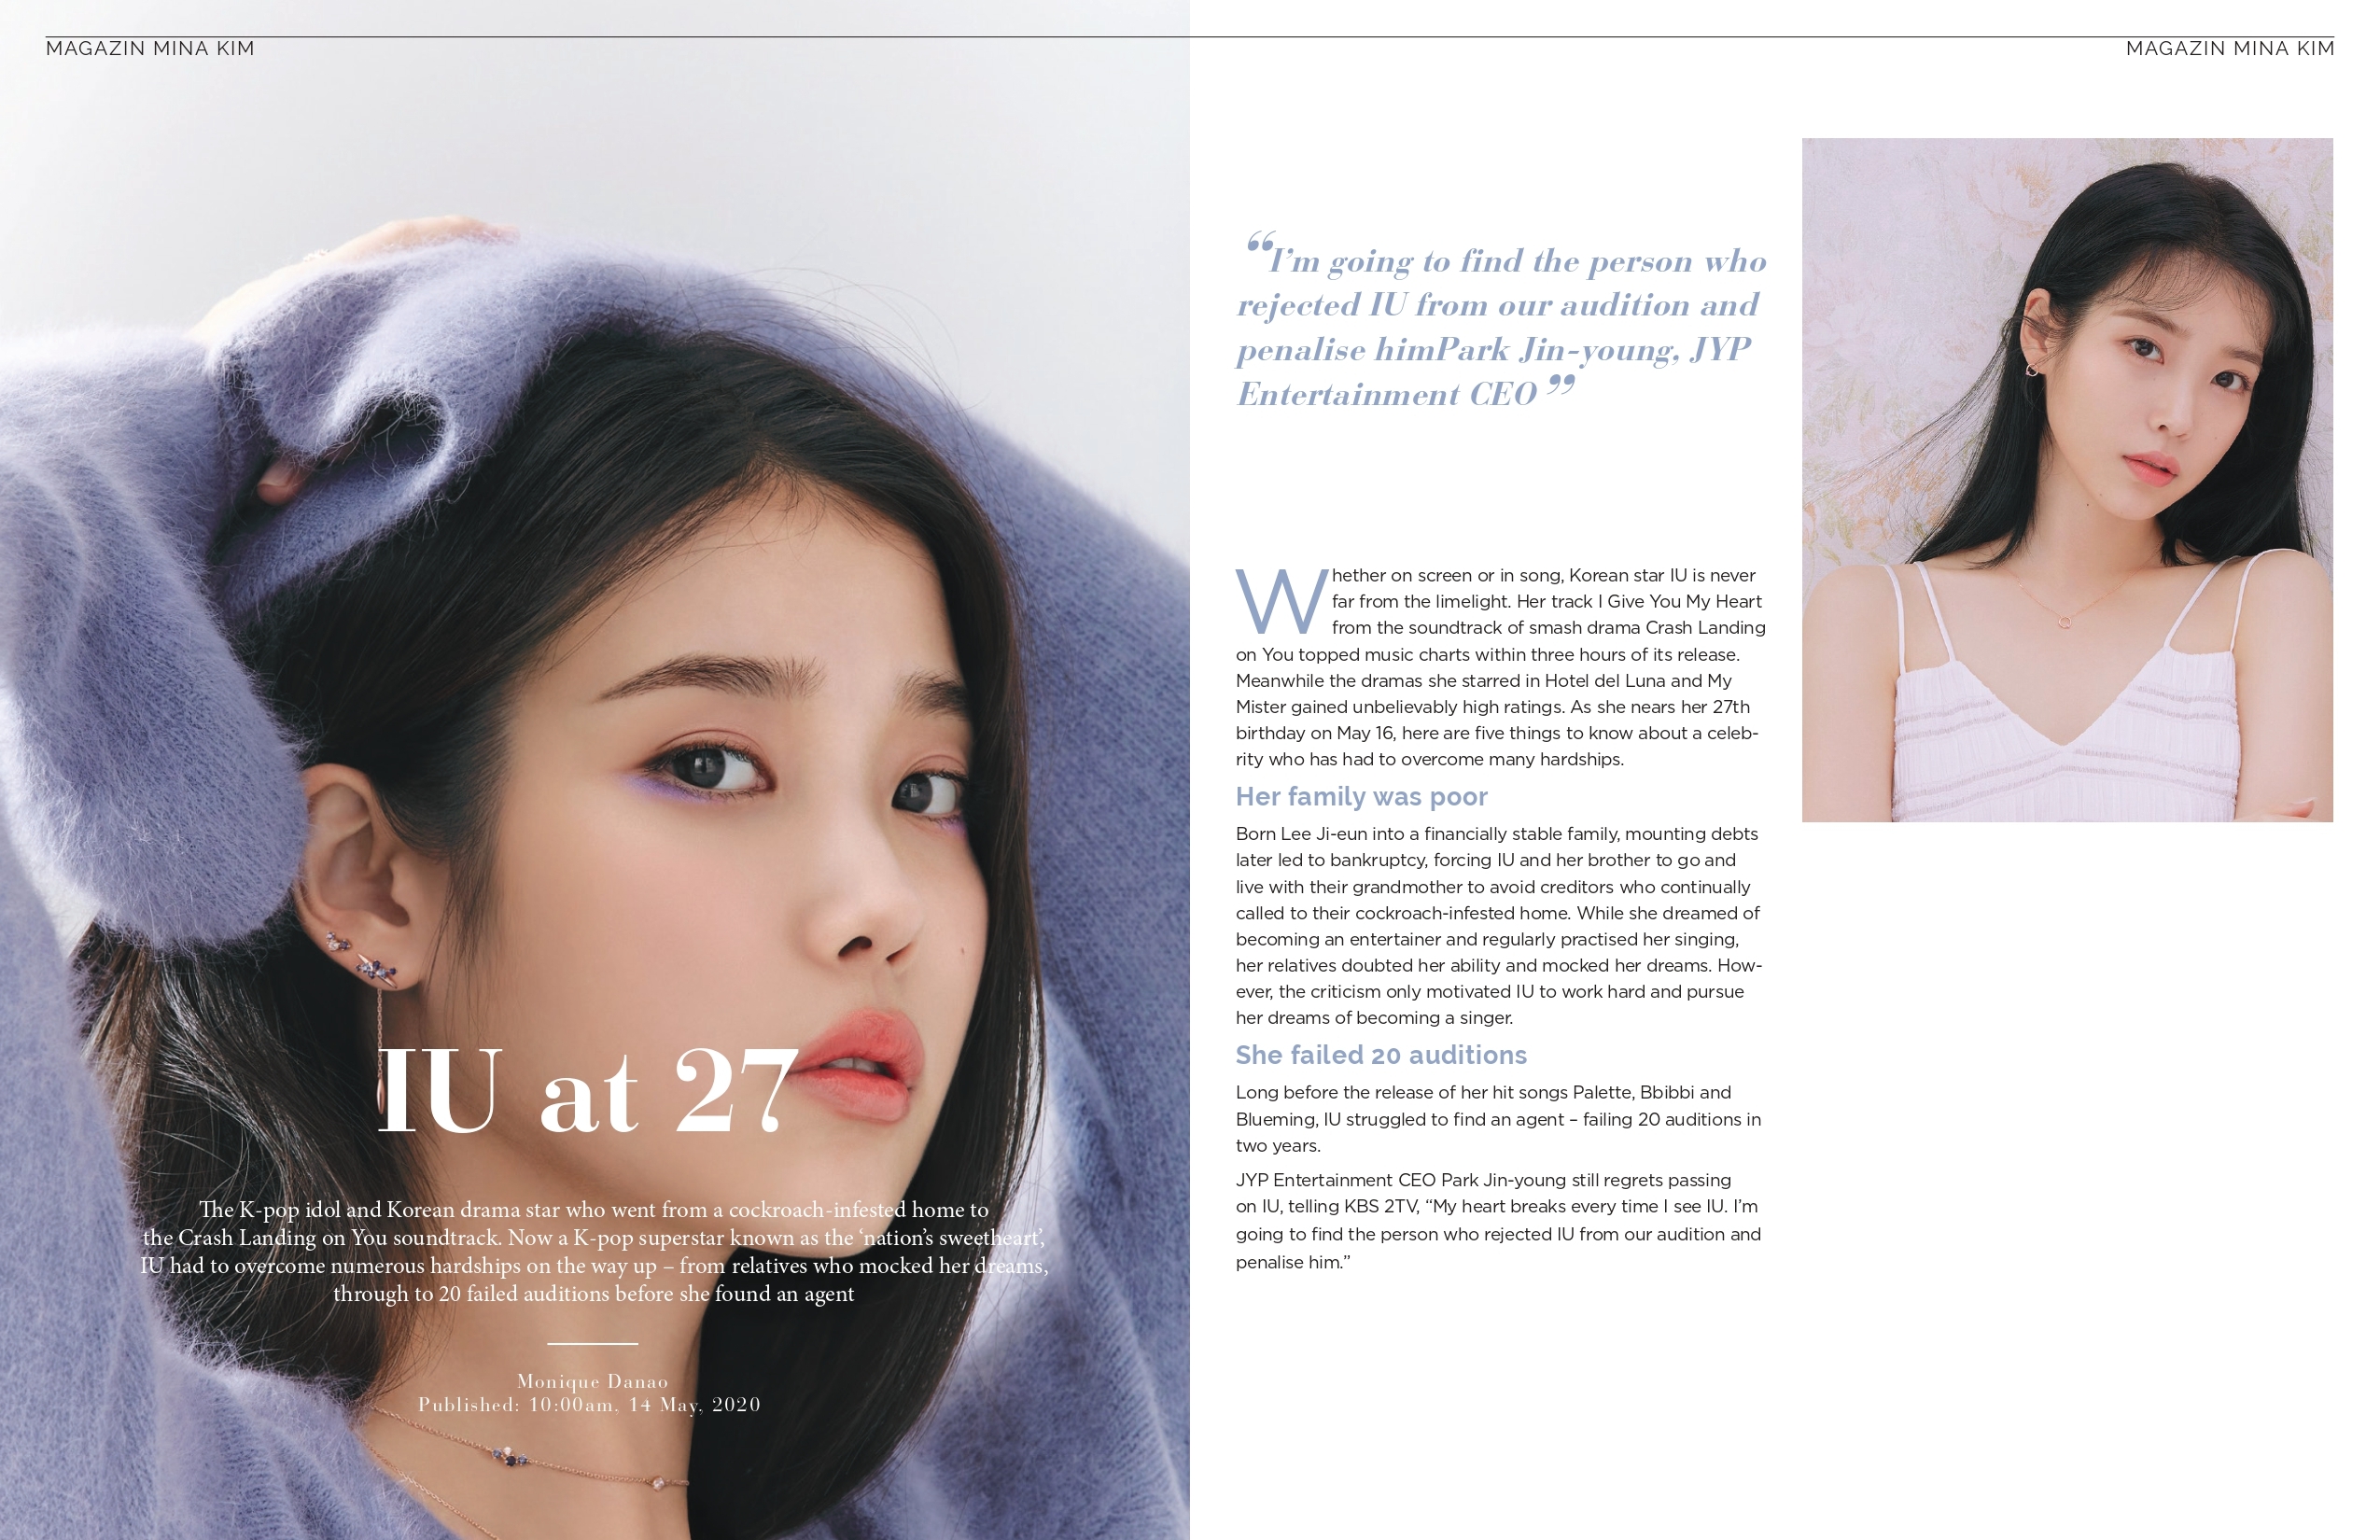 MAGAZIN MINA KIM
MAGAZIN MINA KIM
IU at 27
The K-pop idol and Korean drama star who went from a cockroach-infested home to
the Crash Landing on You soundtrack. Now a K-pop superstar known as the ‘nation’s sweetheart’,
IU had to overcome numerous hardships on the way up – from relatives who mocked her dreams,
through to 20 failed auditions before she found an agent
Monique Danao
Published: 10:00am, 14 May, 2020
“I’m going to find the person who
rejected IU from our audition and
penalise himPark Jin-young, JYP
Entertainment CEO ”
Whether on screen or in song, Korean star IU is never
far from the limelight. Her track I Give You My Heart
from the soundtrack of smash drama Crash Landing
on You topped music charts within three hours of its release.
Meanwhile the dramas she starred in Hotel del Luna and My
Mister gained unbelievably high ratings. As she nears her 27th
birthday on May 16, here are five things to know about a celeb-
rity who has had to overcome many hardships.
Her family was poor
Born Lee Ji-eun into a financially stable family, mounting debts
later led to bankruptcy, forcing IU and her brother to go and
live with their grandmother to avoid creditors who continually
called to their cockroach-infested home. While she dreamed of
becoming an entertainer and regularly practised her singing,
her relatives doubted her ability and mocked her dreams. How-
ever, the criticism only motivated IU to work hard and pursue
her dreams of becoming a singer.
She failed 20 auditions
Long before the release of her hit songs Palette, Bbibbi and
Blueming, IU struggled to find an agent – failing 20 auditions in
two years.
JYP Entertainment CEO Park Jin-young still regrets passing
on IU, telling KBS 2TV, “My heart breaks every time I see IU. I’m
going to find the person who rejected IU from our audition and
penalise him.”